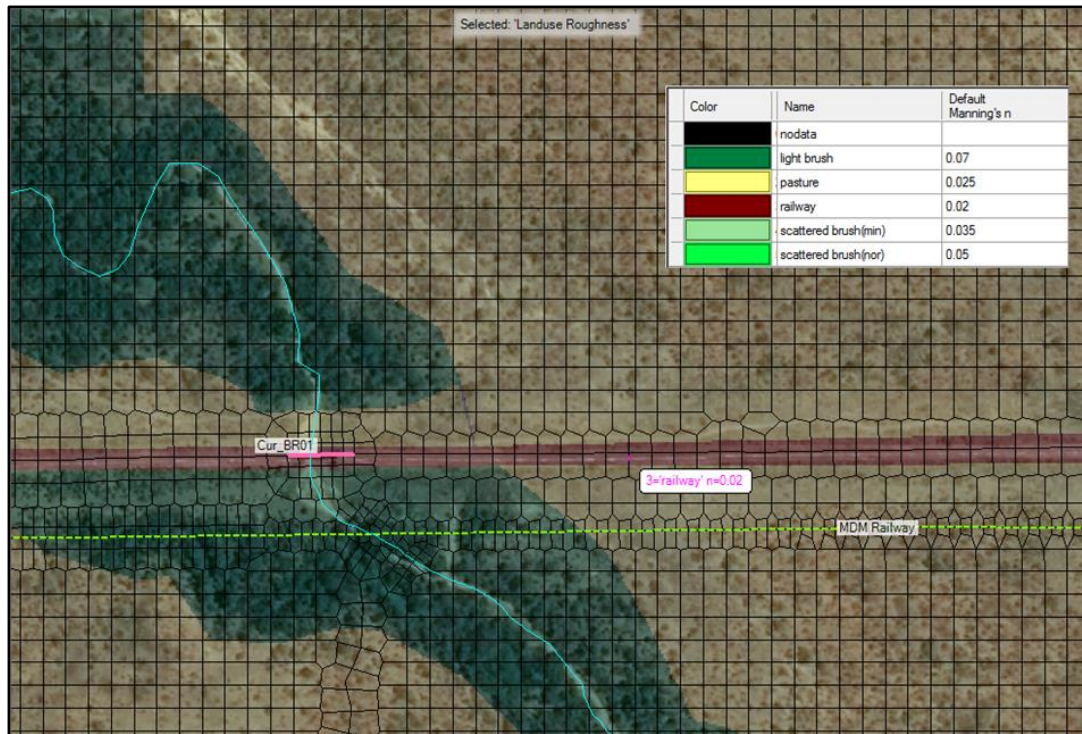 Selected: 'Landuse Roughness'
Color Name Default Manning's n
nodata
light brush 0.07
pasture 0.025
railway 0.02
scattered brush(min) 0.035
scattered brush(nor) 0.05
Cur_BR01
3='railway' n=0.02
MDM Railway